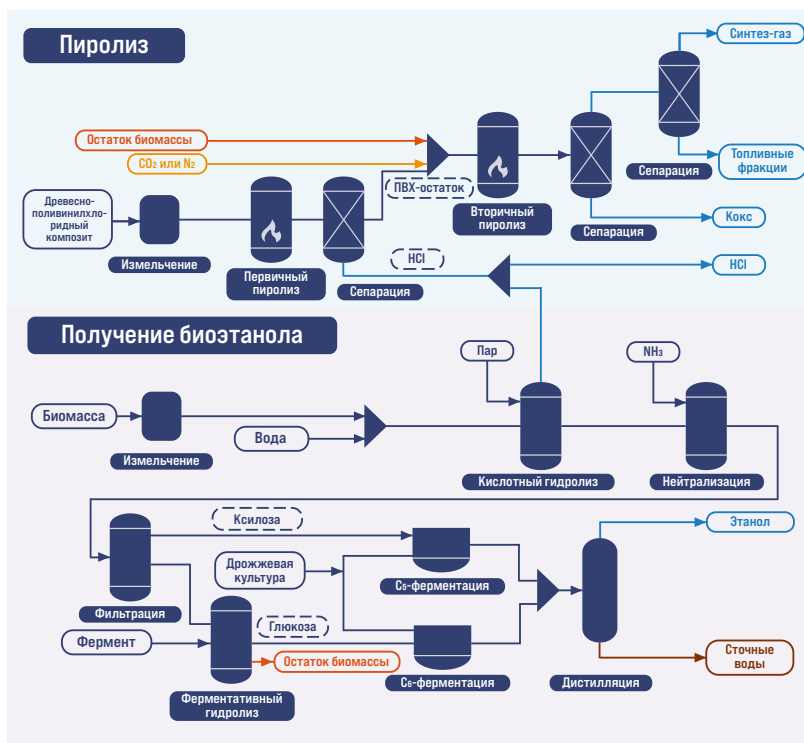 Пиролиз
Синтез-газ
Остаток биомассы
CO₂ или N₂
ПВХ-остаток
Топливные
фракции
Сепарация
Древесно-
поливинилхло-
ридный
композит
Вторичный
пиролиз
Кокс
Сепарация
Измельчение
HCl
HCl
Первичный
пиролиз
Сепарация
Получение биоэтанола
Пар
NH₃
Биомасса
Вода
Измельчение
Кислотный гидролиз
Нейтрализация
Ксилоза
Этанол
Дрожжевая
культура
C₅-ферментация
Фильтрация
Глюкоза
Фермент
Остаток биомассы
Сточные
воды
C₆-ферментация
Дистилляция
Ферментативный
гидролиз